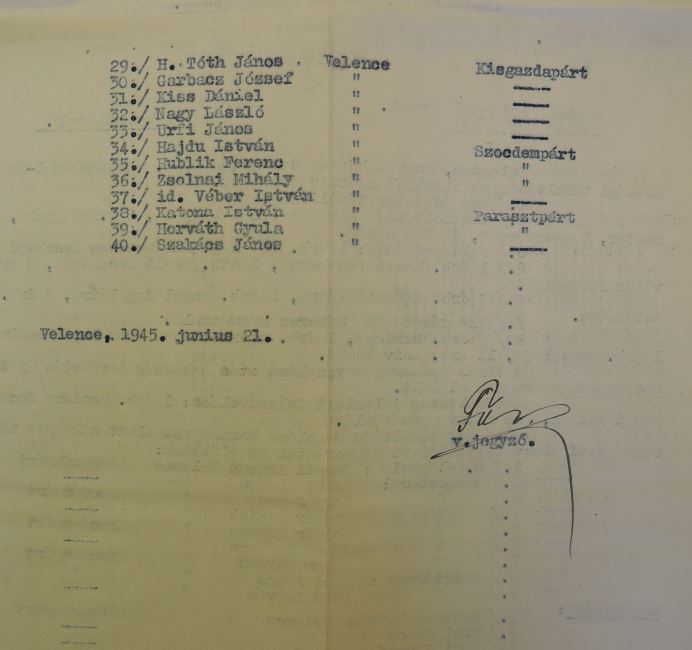 29./ H. Tóth János Velence Kisgazdapárt
30./ Garbacz József " —
31./ Kiss Dániel " —
32./ Nagy László " —
33./ Urfi János " —
34./ Hajdu István " Szocdempárt
35./ Hublik Ferenc " "
36./ Zsolnai Mihály " "
37./ id. Véber István " —
38./ Katona István " Parasztpárt
39./ Horváth Gyula " "
40./ Szakács János " —
Velence, 1945. junius 21.
v.jegyző.